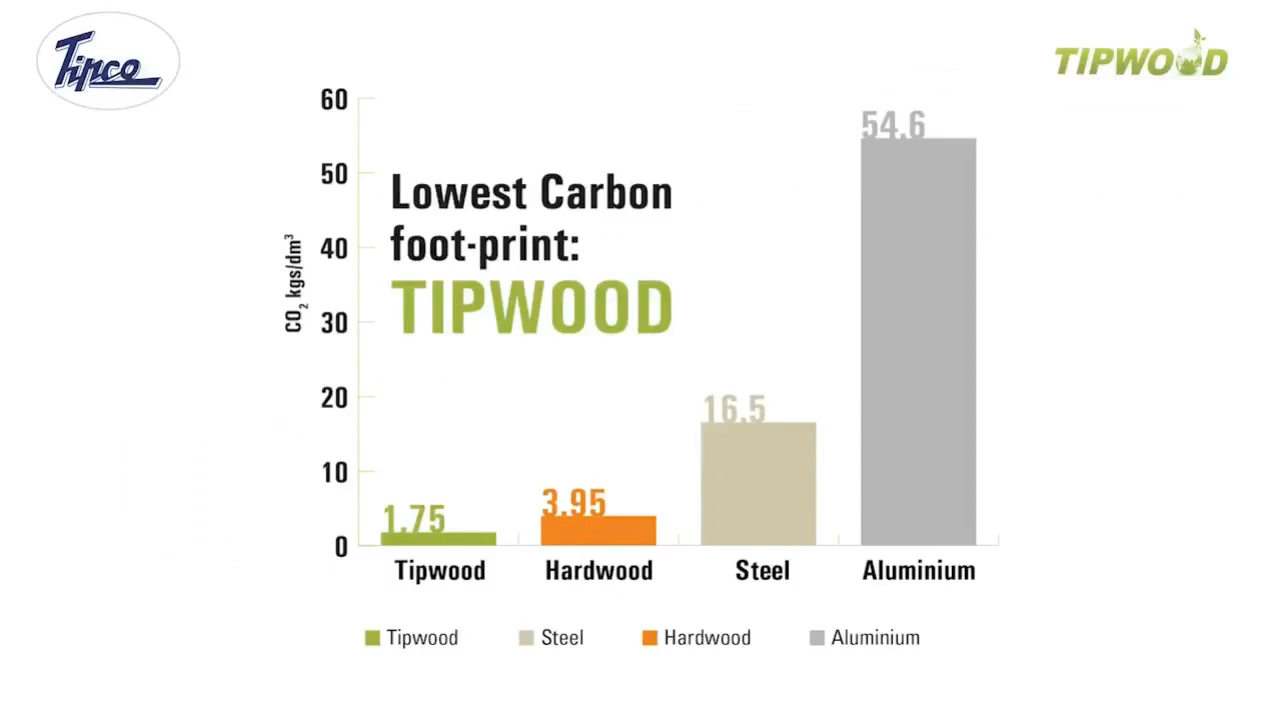 Tipco
TIPWOOD
60
50
40
30
20
10
0
CO2 kgs/dm³
Lowest Carbon
foot-print:
TIPWOOD
1.75
3.95
16.5
54.6
Tipwood
Hardwood
Steel
Aluminium
Tipwood
Steel
Hardwood
Aluminium